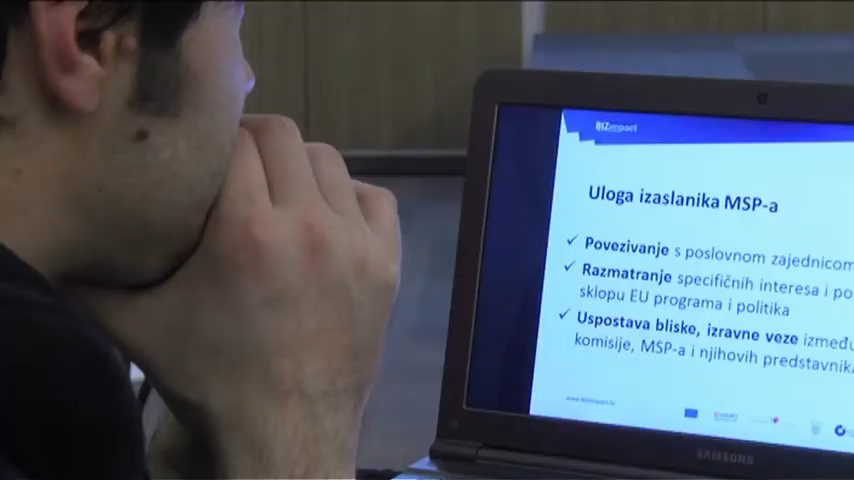 BIZimpact
Uloga izaslanika MSP-a
✓ Povezivanje s poslovnom zajednicom
✓ Razmatranje specifičnih interesa i po
sklopu EU programa i politika
✓ Uspostava bliske, izravne veze između
komisije, MSP-a i njihovih predstavnika
SAMSUNG